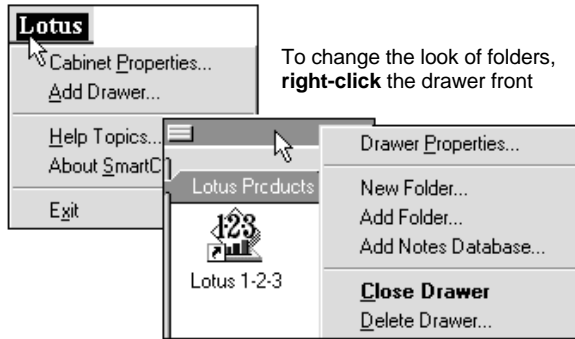 Lotus
Cabinet Properties...
Add Drawer...
Help Topics...
About SmartC
Exit
To change the look of folders,
right-click the drawer front
Lotus Products
123
Lotus 1-2-3
Drawer Properties...
New Folder...
Add Folder...
Add Notes Database...
Close Drawer
Delete Drawer...